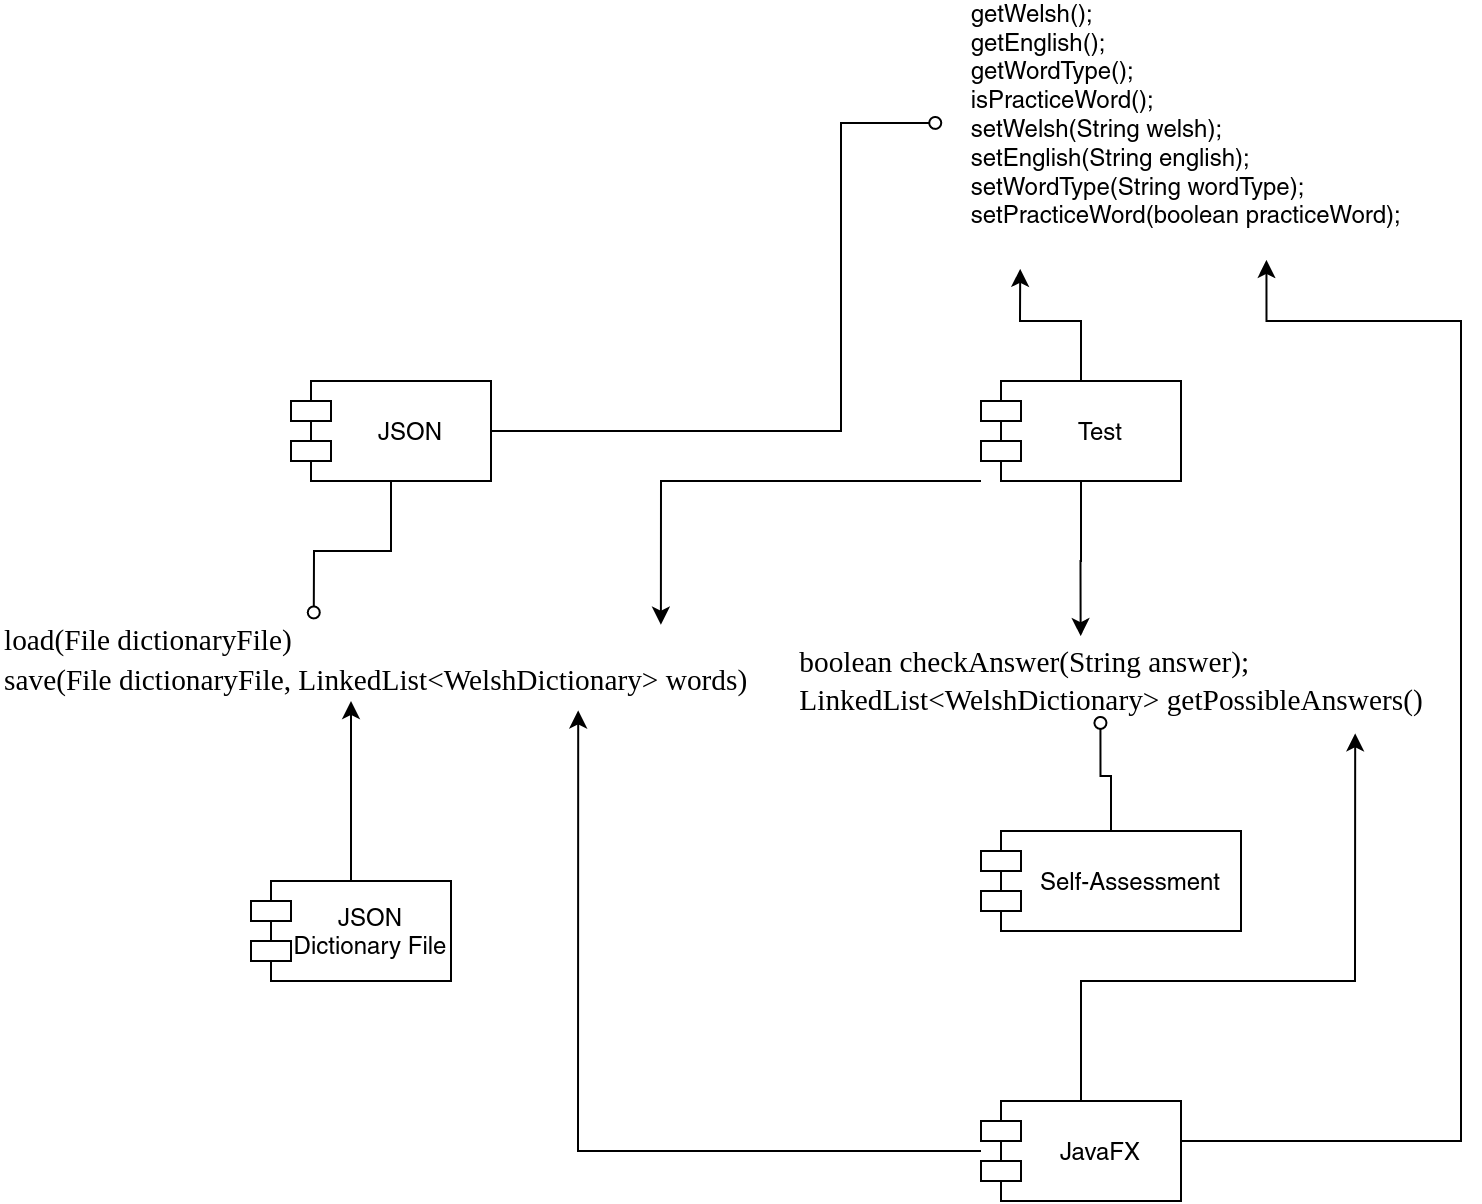 getWelsh();
getEnglish();
getWordType();
isPracticeWord();
setWelsh(String welsh);
setEnglish(String english);
setWordType(String wordType);
setPracticeWord(boolean practiceWord);
JSON
Test
load(File dictionaryFile)
save(File dictionaryFile, LinkedList<WelshDictionary> words)
boolean checkAnswer(String answer);
LinkedList<WelshDictionary> getPossibleAnswers()
Self-Assessment
JSON
Dictionary File
JavaFX